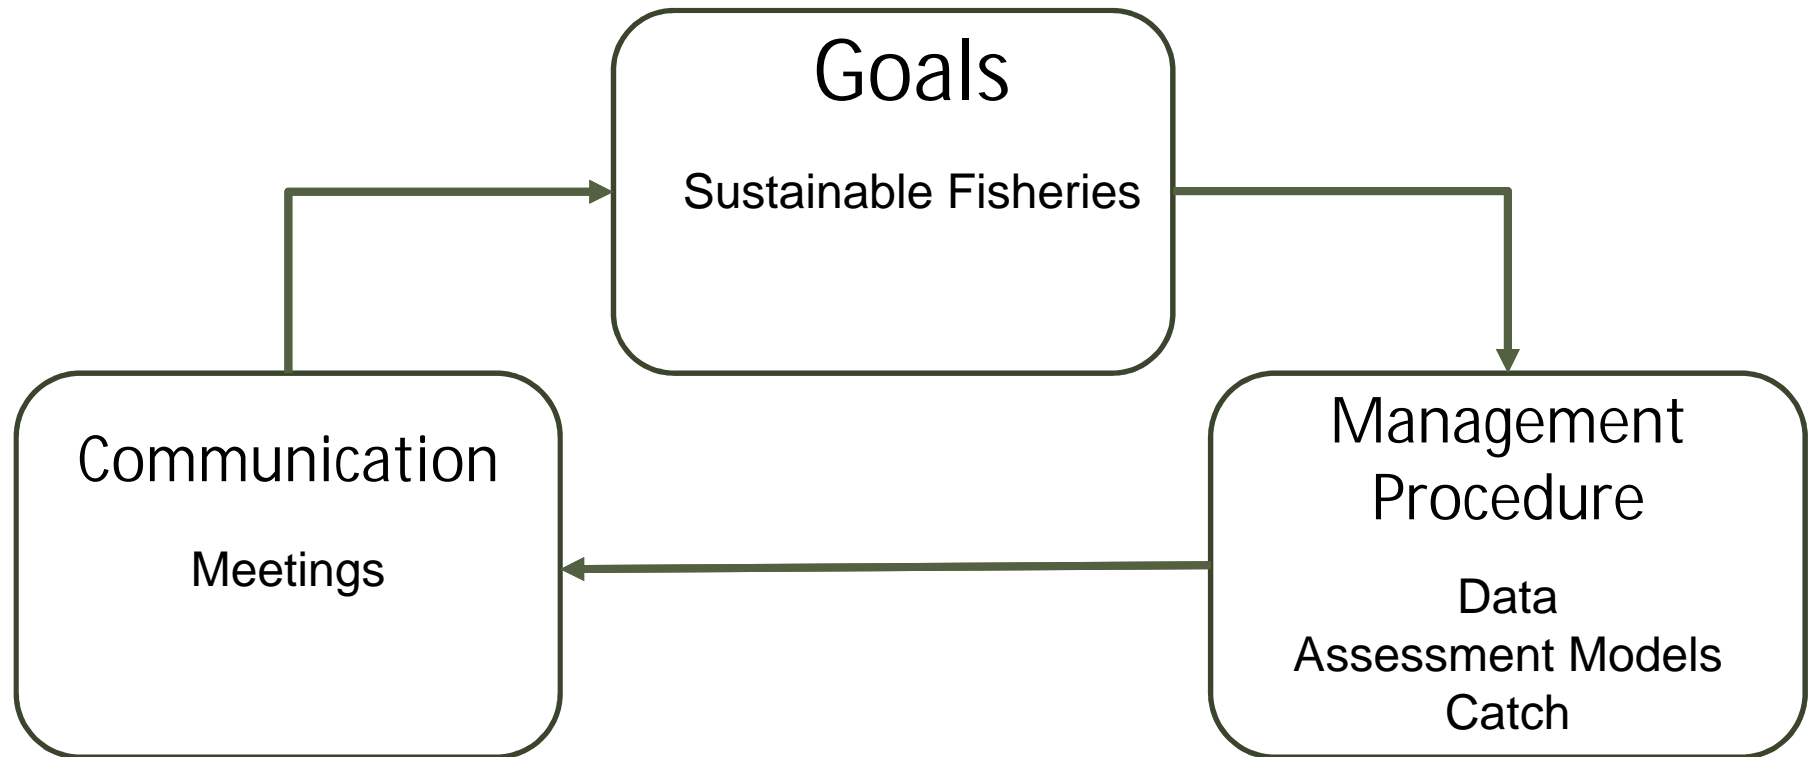 Goals
Sustainable Fisheries
Communication
Meetings
Management
Procedure
Data
Assessment Models
Catch